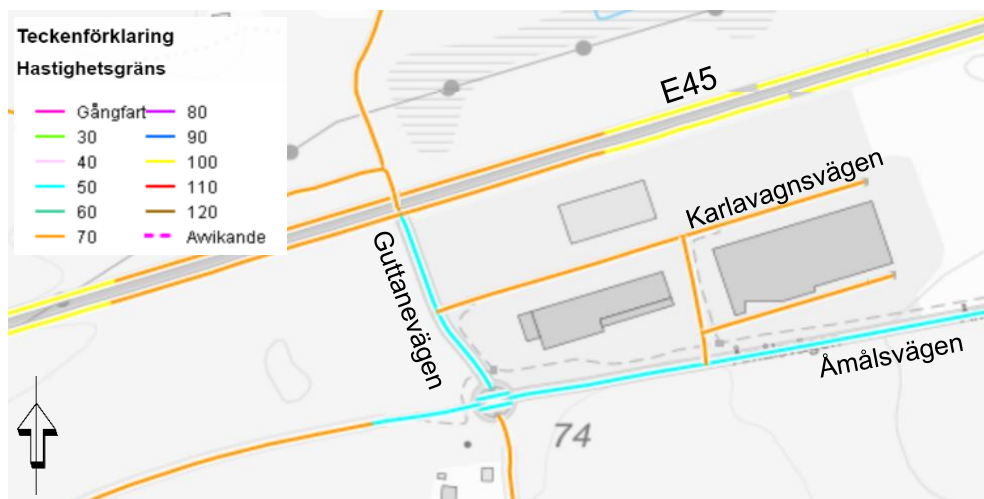 Teckenförklaring
Hastighetsgräns
Gångfart
30
40
50
60
70
80
90
100
110
120
Avvikande
E45
Karlavagnsvägen
Guttanevägen
Åmålsvägen
74